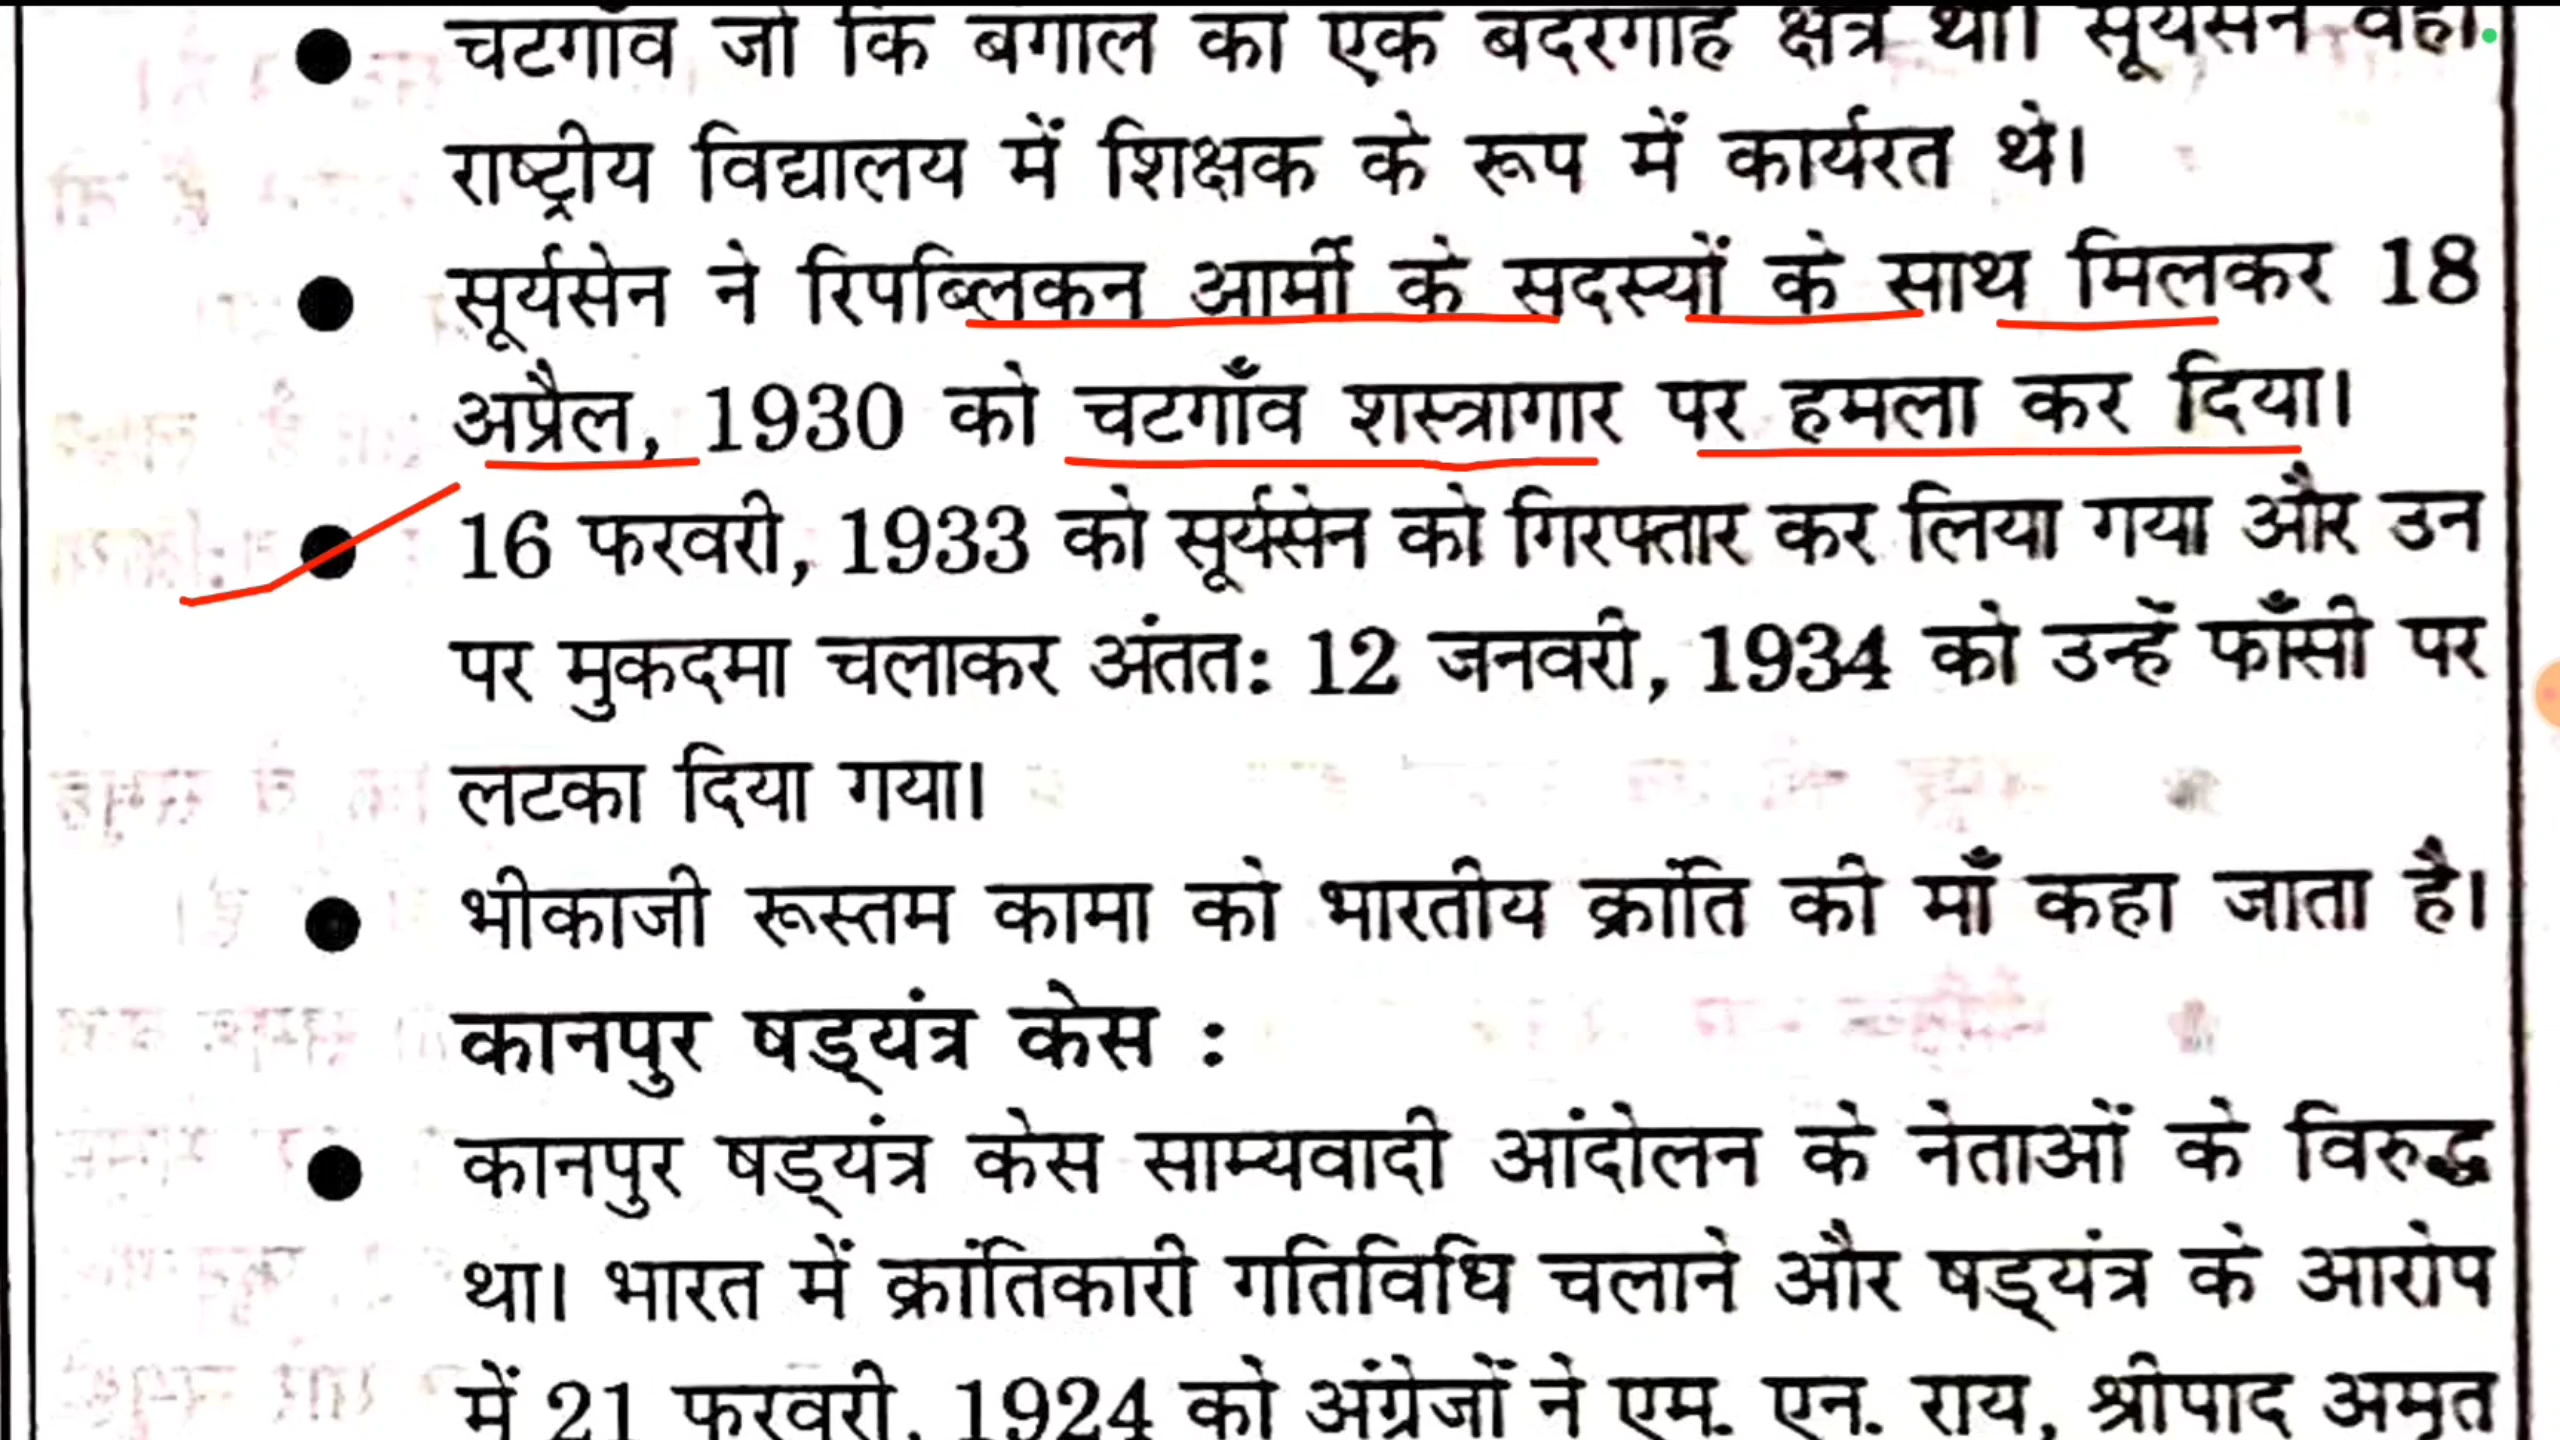 चटगाँव जो कि बंगाल का एक बंदरगाह क्षेत्र था। सूर्यसेन वहाँ
राष्ट्रीय विद्यालय में शिक्षक के रूप में कार्यरत थे।
● सूर्यसेन ने रिपब्लिकन आर्मी के सदस्यों के साथ मिलकर 18
अप्रैल, 1930 को चटगाँव शस्त्रागार पर हमला कर दिया।
● 16 फरवरी, 1933 को सूर्यसेन को गिरफ्तार कर लिया गया और उन
पर मुकदमा चलाकर अंततः 12 जनवरी, 1934 को उन्हें फाँसी पर
लटका दिया गया।
● भीकाजी रूस्तम कामा को भारतीय क्रांति की माँ कहा जाता है।
कानपुर षड्यंत्र केस :
● कानपुर षड्यंत्र केस साम्यवादी आंदोलन के नेताओं के विरुद्ध
था। भारत में क्रांतिकारी गतिविधि चलाने और षड्यंत्र के आरोप
में 21 फरवरी, 1924 को अंग्रेजों ने एम. एन. राय, श्रीपाद अमृत